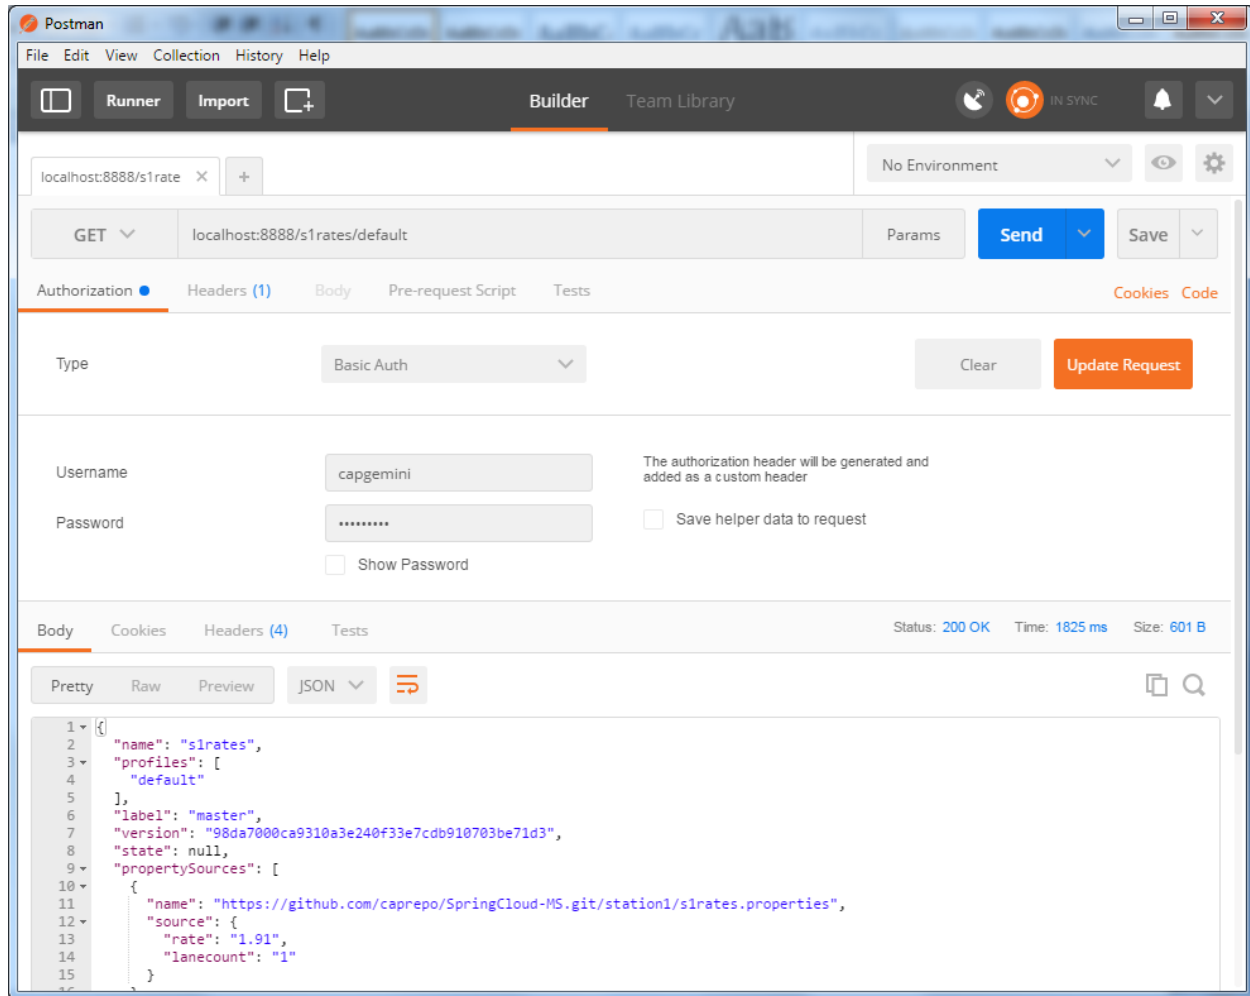 Postman
File Edit View Collection History Help
Runner Import Builder Team Library IN SYNC
localhost:8888/s1rate × + No Environment
GET localhost:8888/s1rates/default Params Send Save
Authorization Headers (1) Body Pre-request Script Tests Cookies Code
Type Basic Auth Clear Update Request
Username capgemini
The authorization header will be generated and
added as a custom header
Password ••••••••• Save helper data to request
Show Password
Body Cookies Headers (4) Tests Status: 200 OK Time: 1825 ms Size: 601 B
Pretty Raw Preview JSON
1 {
2 "name": "s1rates",
3 "profiles": [
4 "default"
5 ],
6 "label": "master",
7 "version": "98da7000ca9310a3e240f33e7cdb910703be71d3",
8 "state": null,
9 "propertySources": [
10 {
11 "name": "https://github.com/caprepo/SpringCloud-MS.git/station1/s1rates.properties",
12 "source": {
13 "rate": "1.91",
14 "lanecount": "1"
15 }